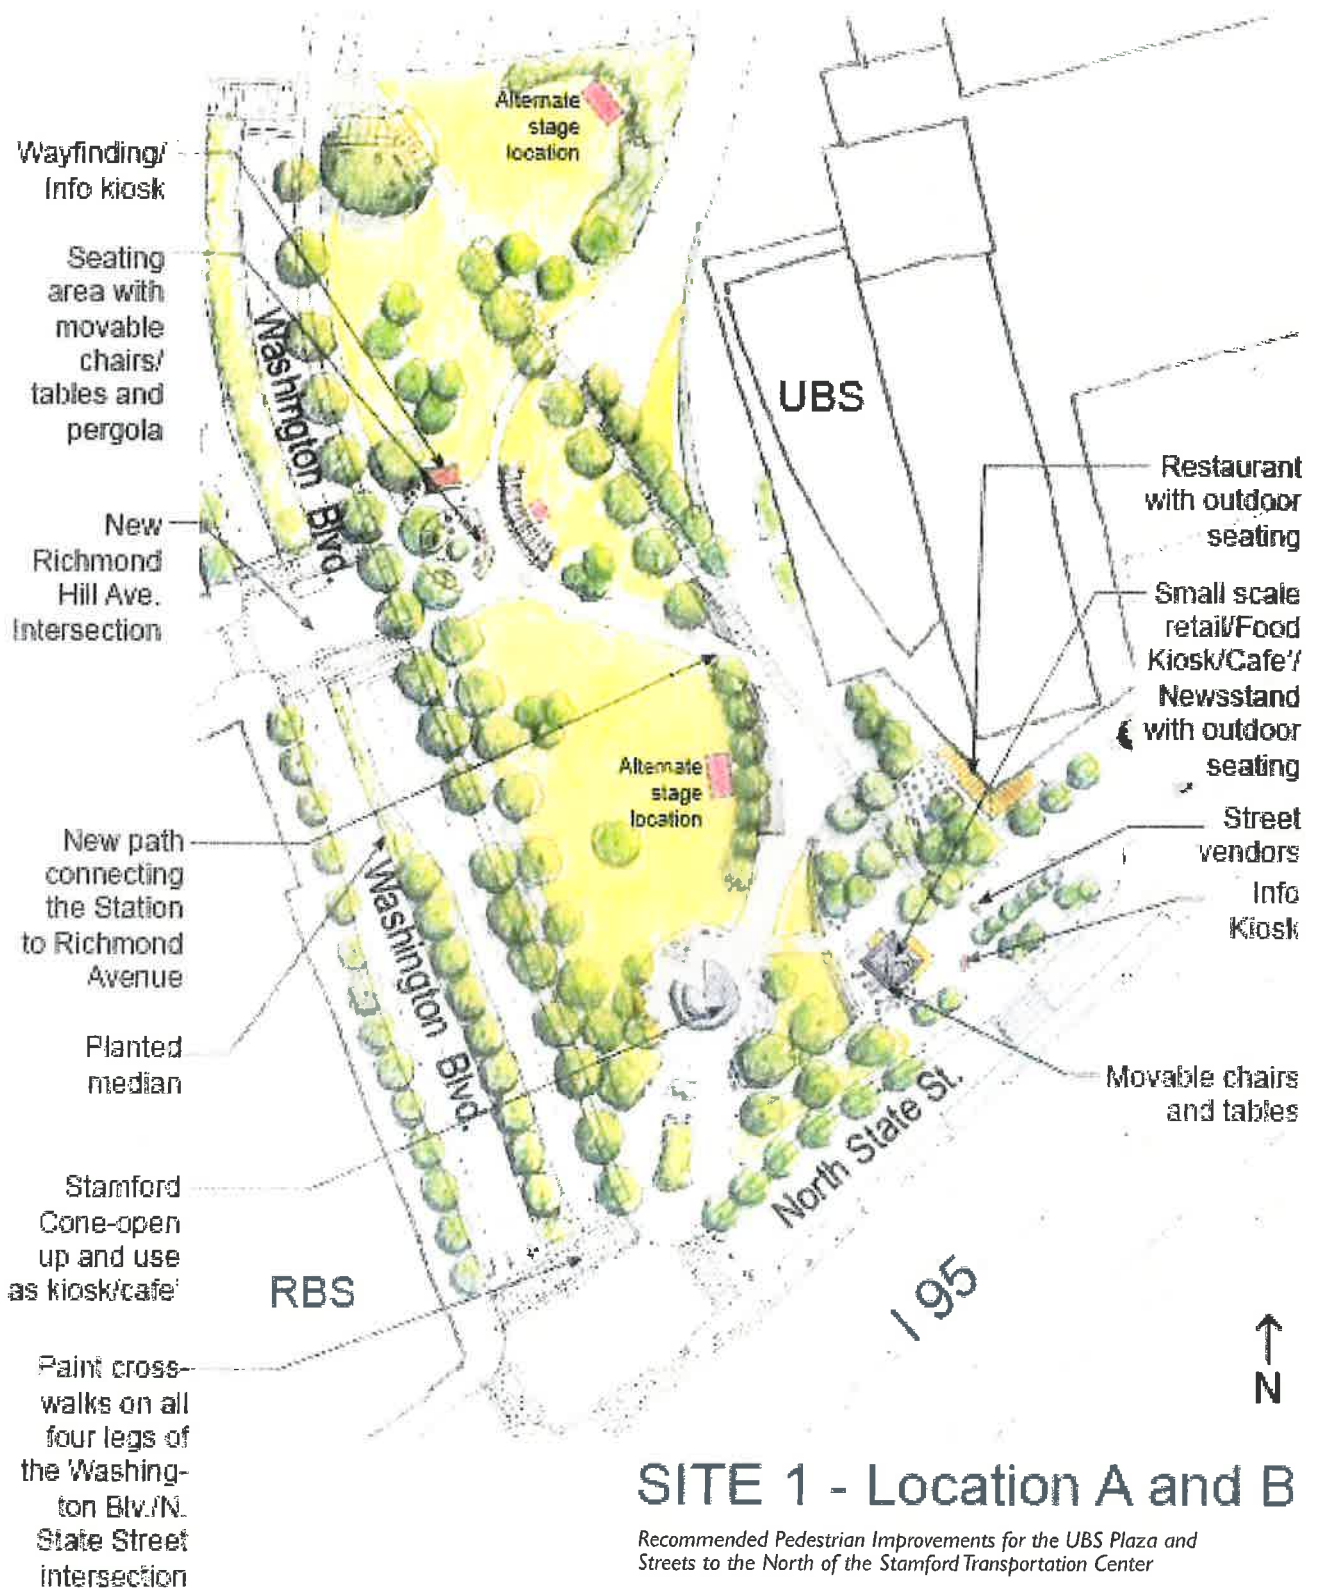 Alternate
stage
location
Wayfinding/
Info kiosk
Seating
area with
movable
chairs/
tables and
pergola
Washington Blvd.
New
Richmond
Hill Ave.
Intersection
UBS
Restaurant
with outdoor
seating
Small scale
retail/Food
Kiosk/Cafe'/
Newsstand
with outdoor
seating
Alternate
stage
location
New path
connecting
the Station
to Richmond
Avenue
Street
vendors
Info
Kiosk
Washington Blvd.
Planted
median
Movable chairs
and tables
North State St.
Stamford
Cone-open
up and use
as kiosk/cafe'
RBS
I 95
Paint cross-
walks on all
four legs of
the Washing-
ton Blv./N.
State Street
intersection
N
SITE 1 - Location A and B
Recommended Pedestrian Improvements for the UBS Plaza and
Streets to the North of the Stamford Transportation Center